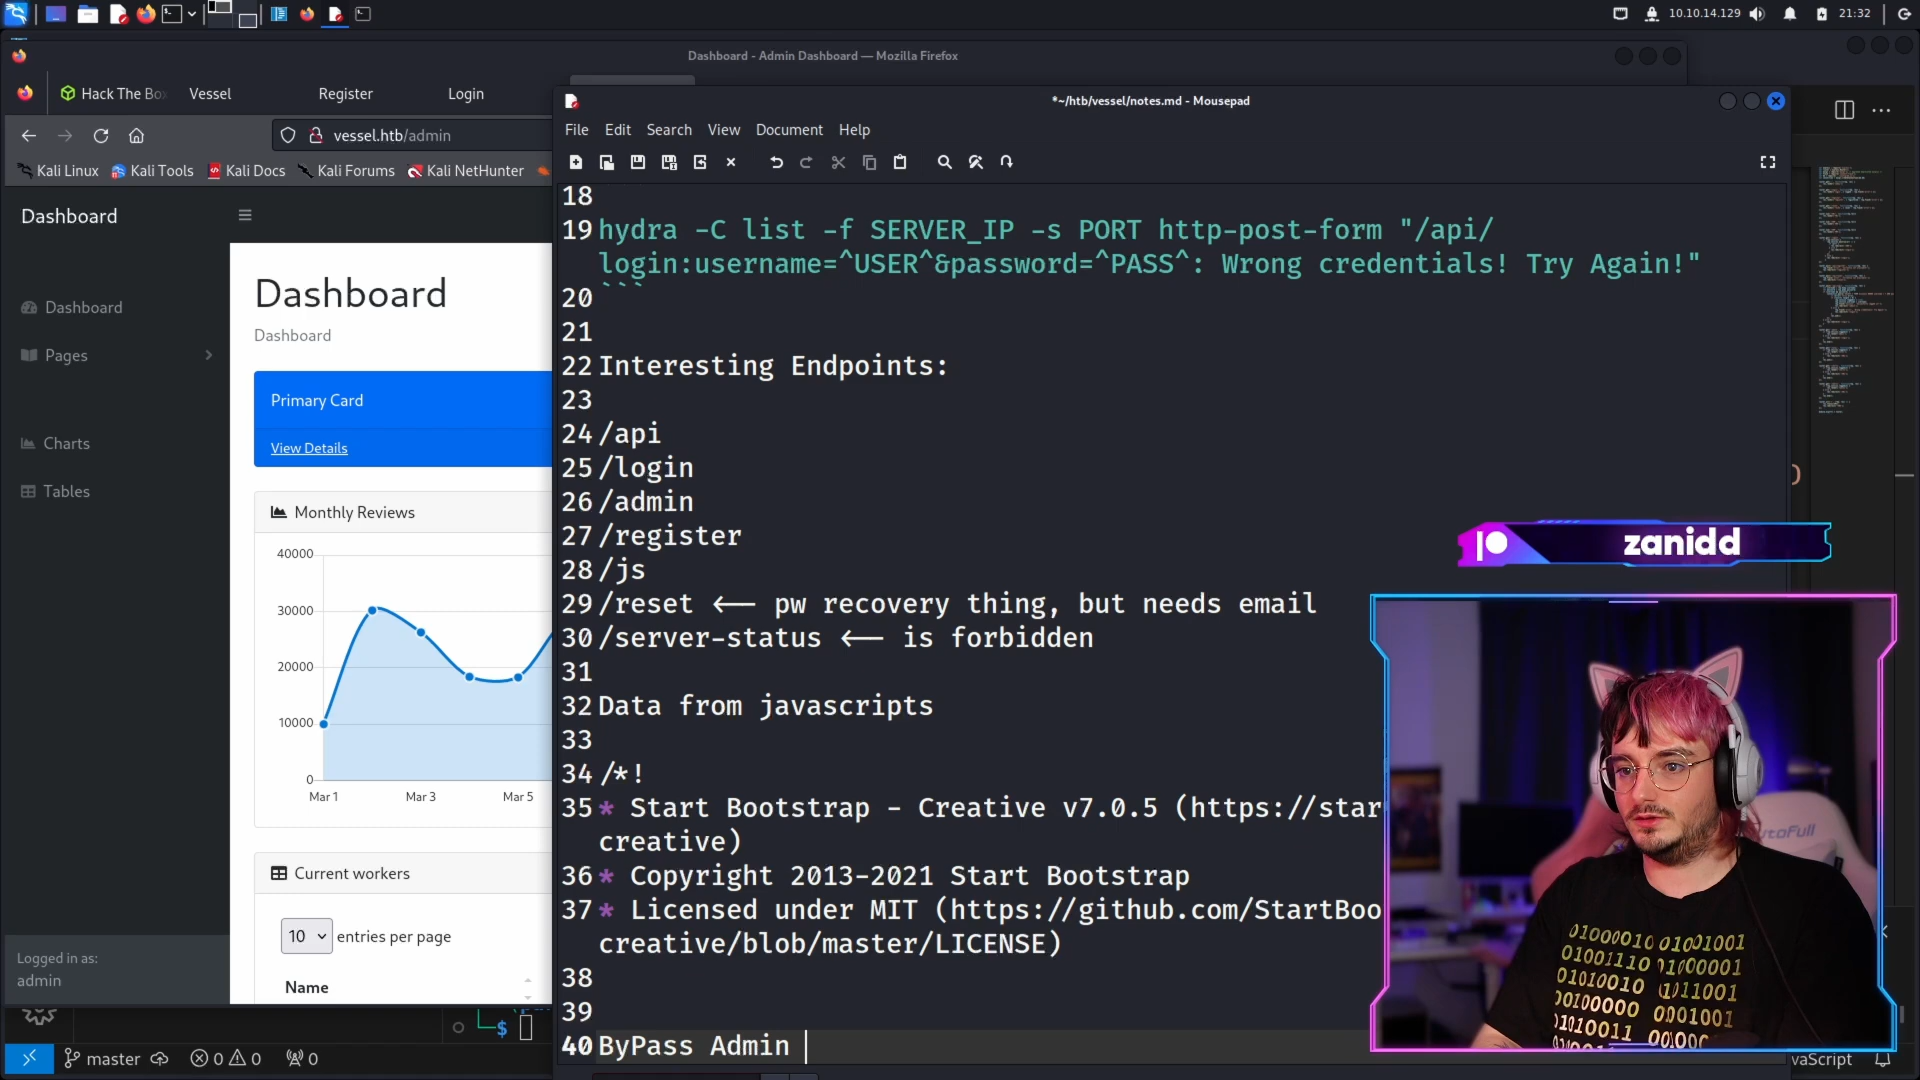 10.10.14.129
21:32
Dashboard - Admin Dashboard — Mozilla Firefox
Hack The Bo
Vessel
Register
Login
vessel.htb/admin
Kali Linux
Kali Tools
Kali Docs
Kali Forums
Kali NetHunter
Dashboard
Dashboard
Pages
Charts
Tables
Logged in as:
admin
Dashboard
Dashboard
Primary Card
View Details
Monthly Reviews
40000
30000
20000
10000
0
Mar 1
Mar 3
Mar 5
Current workers
10 entries per page
Name
*~/htb/vessel/notes.md - Mousepad
File Edit Search View Document Help
18
19 hydra -C list -f SERVER_IP -s PORT http-post-form "/api/
login:username=^USER^&password=^PASS^: Wrong credentials! Try Again!"
20 ```
21
22 Interesting Endpoints:
23
24 /api
25 /login
26 /admin
27 /register
28 /js
29 /reset <— pw recovery thing, but needs email
30 /server-status <— is forbidden
31
32 Data from javascripts
33
34 /*!
35 * Start Bootstrap - Creative v7.0.5 (https://star
creative)
36 * Copyright 2013-2021 Start Bootstrap
37 * Licensed under MIT (https://github.com/StartBoo
creative/blob/master/LICENSE)
38
39
40 ByPass Admin
zanidd
$
master
0 0
0
vaScript